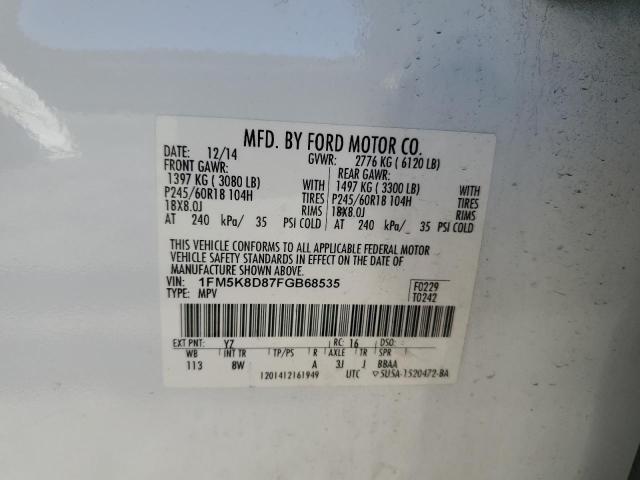 MFD. BY FORD MOTOR CO.
DATE: 12/14 GVWR: 2776 KG ( 6120 LB)
FRONT GAWR: REAR GAWR:
1397 KG ( 3080 LB) WITH 1497 KG ( 3300 LB) WITH
P245/60R18 104H TIRES P245/60R18 104H TIRES
18X8.0J RIMS 18X8.0J RIMS
AT 240 kPa/ 35 PSI COLD AT 240 kPa/ 35 PSI COLD
THIS VEHICLE CONFORMS TO ALL APPLICABLE FEDERAL MOTOR
VEHICLE SAFETY STANDARDS IN EFFECT ON THE DATE OF
MANUFACTURE SHOWN ABOVE.
VIN: 1FM5K8D87FGB68535 F0229
TYPE: MPV T0242
EXT PNT: YZ RC: 16 DSO:
WB INT TR TP/PS R AXLE TR SPR
113 8W A 3J J BBAA
1201412161949 UTC ▽5USA-1520472-BA